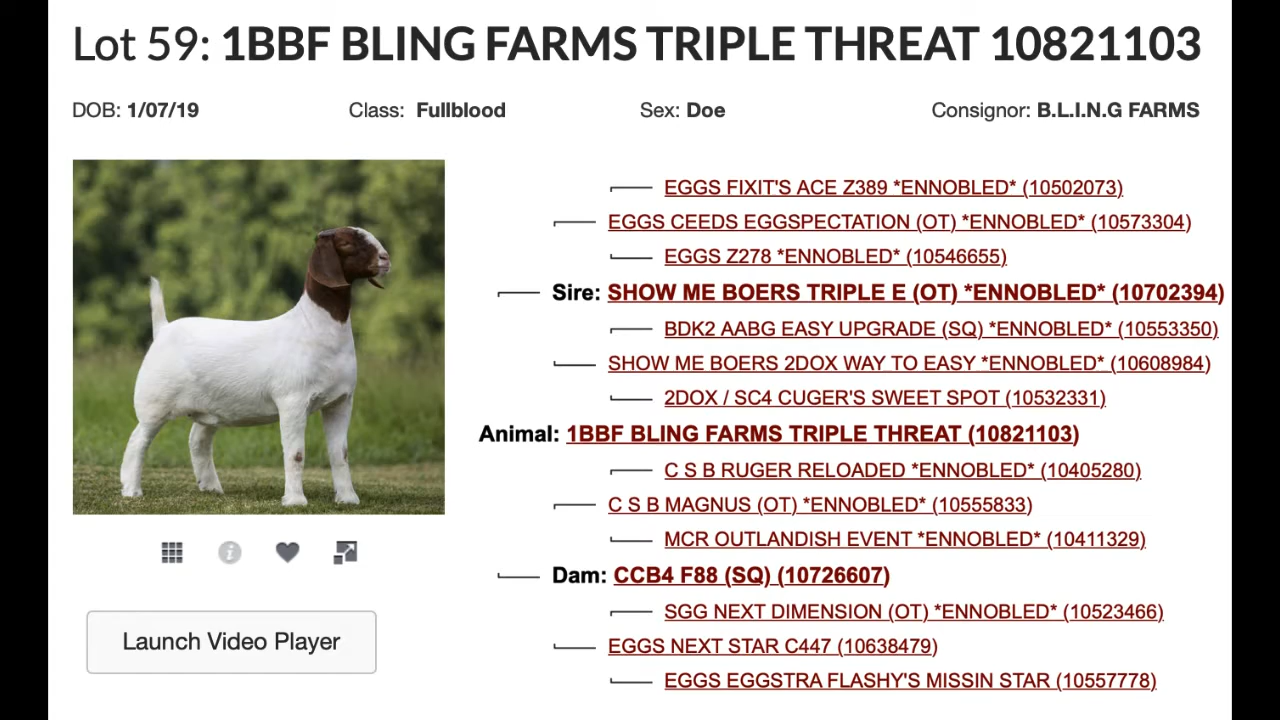 Lot 59: 1BBF BLING FARMS TRIPLE THREAT 10821103
DOB: 1/07/19 Class: Fullblood Sex: Doe Consignor: B.L.I.N.G FARMS
EGGS FIXIT'S ACE Z389 *ENNOBLED* (10502073)
EGGS CEEDS EGGSPECTATION (OT) *ENNOBLED* (10573304)
EGGS Z278 *ENNOBLED* (10546655)
Sire: SHOW ME BOERS TRIPLE E (OT) *ENNOBLED* (10702394)
BDK2 AABG EASY UPGRADE (SQ) *ENNOBLED* (10553350)
SHOW ME BOERS 2DOX WAY TO EASY *ENNOBLED* (10608984)
2DOX / SC4 CUGER'S SWEET SPOT (10532331)
Animal: 1BBF BLING FARMS TRIPLE THREAT (10821103)
C S B RUGER RELOADED *ENNOBLED* (10405280)
C S B MAGNUS (OT) *ENNOBLED* (10555833)
MCR OUTLANDISH EVENT *ENNOBLED* (10411329)
Dam: CCB4 F88 (SQ) (10726607)
SGG NEXT DIMENSION (OT) *ENNOBLED* (10523466)
EGGS NEXT STAR C447 (10638479)
EGGS EGGSTRA FLASHY'S MISSIN STAR (10557778)
Launch Video Player